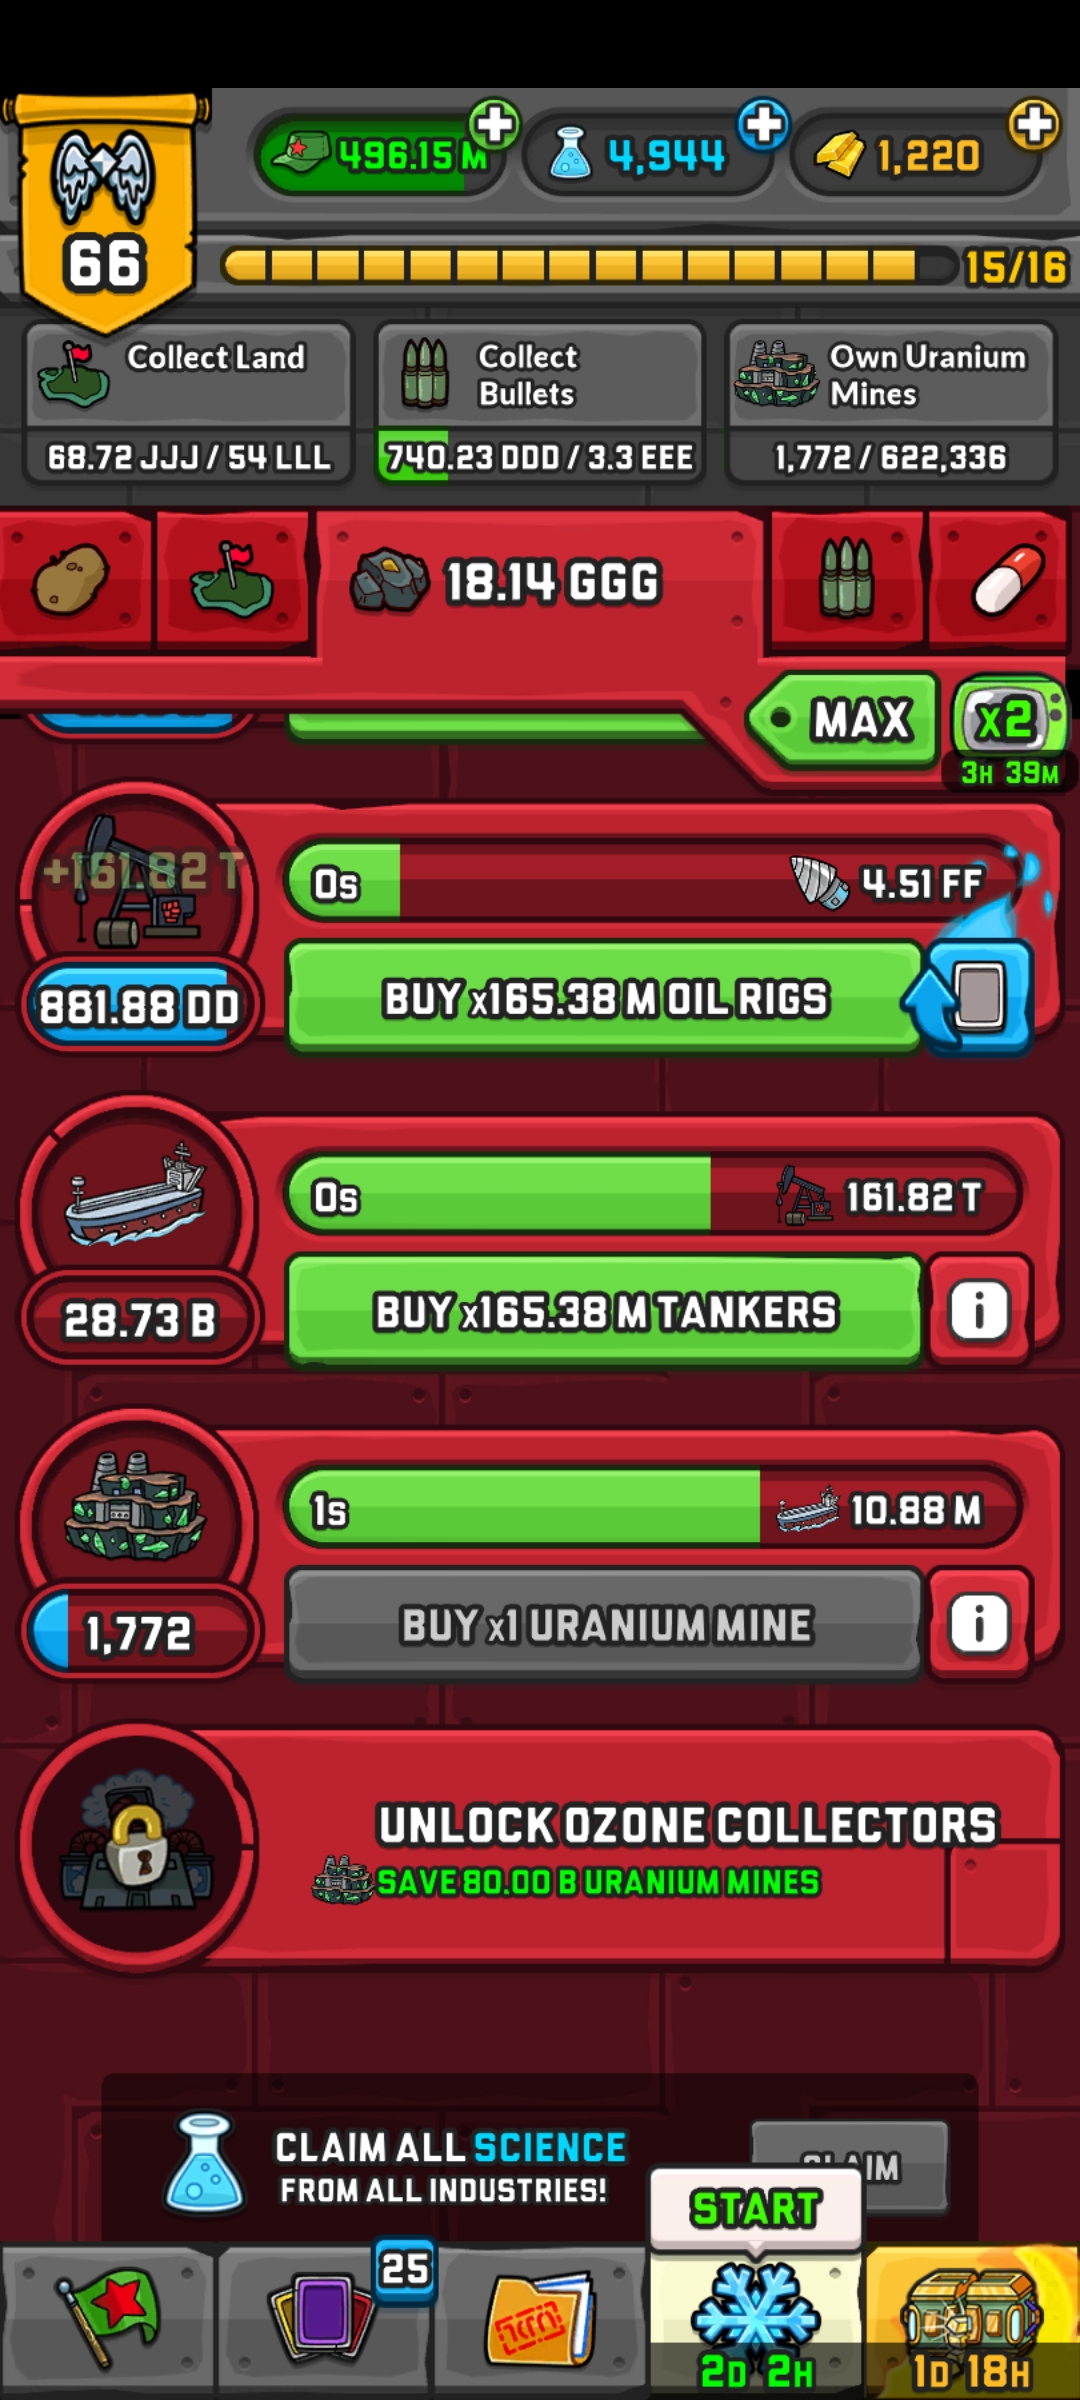 496.15 M
4,944
1,220
66
15/16
Collect Land
68.72 JJJ / 54 LLL
Collect
Bullets
740.23 DDD / 3.3 EEE
Own Uranium
Mines
1,772 / 622,336
18.14 GGG
MAX
x2
3H 39M
+161.82 T
0s
4.51 FF
881.88 DD
BUY x165.38 M OIL RIGS
0s
161.82 T
28.73 B
BUY x165.38 M TANKERS
i
1s
10.88 M
1,772
BUY x1 URANIUM MINE
i
UNLOCK OZONE COLLECTORS
SAVE 80.00 B URANIUM MINES
CLAIM ALL SCIENCE
FROM ALL INDUSTRIES!
CLAIM
START
25
2D 2H
1D 18H